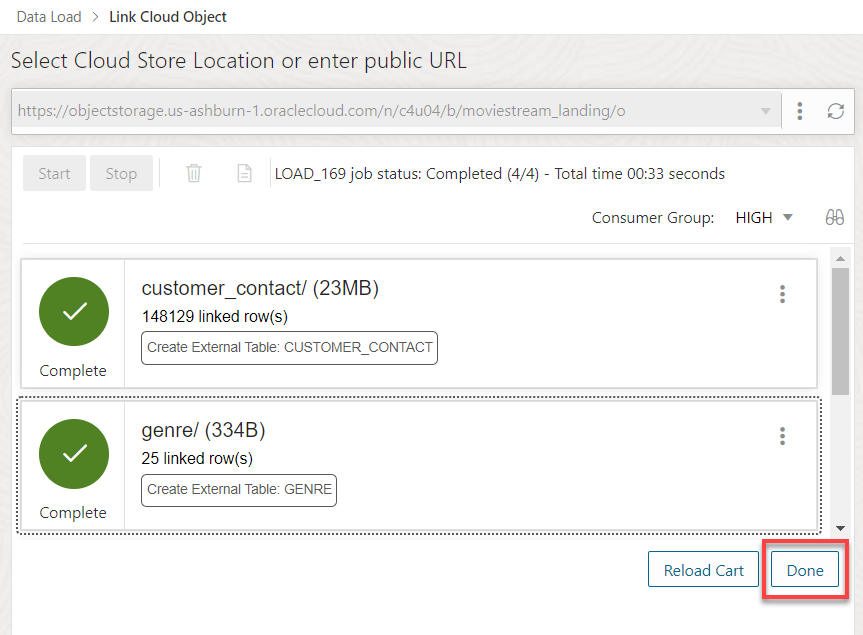 Data Load > Link Cloud Object
Select Cloud Store Location or enter public URL
https://objectstorage.us-ashburn-1.oraclecloud.com/n/c4u04/b/moviestream_landing/o
Start Stop LOAD_169 job status: Completed (4/4) - Total time 00:33 seconds
Consumer Group: HIGH
customer_contact/ (23MB)
148129 linked row(s)
Create External Table: CUSTOMER_CONTACT
Complete
genre/ (334B)
25 linked row(s)
Create External Table: GENRE
Complete
Reload Cart Done